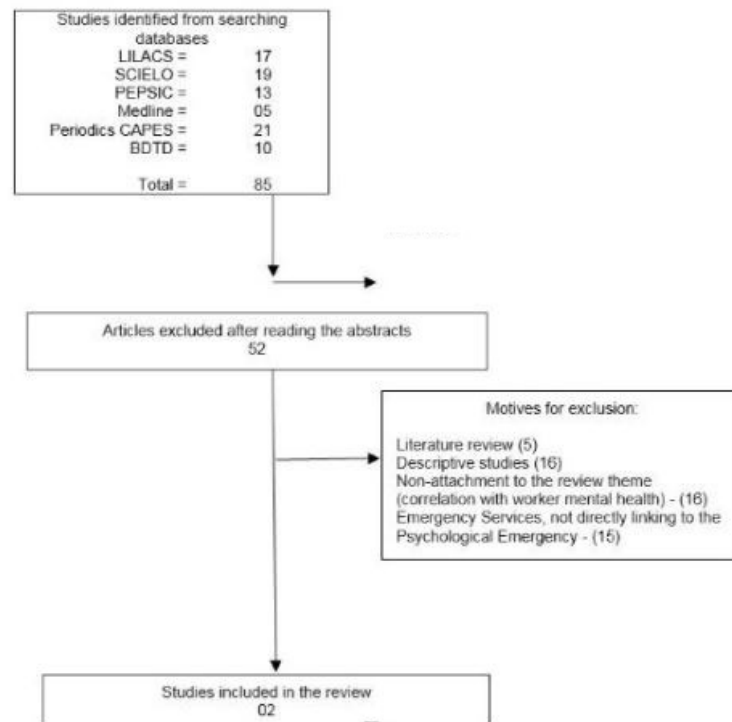 Studies identified from searching
databases
LILACS = 17
SCIELO = 19
PEPSIC = 13
Medline = 05
Periodics CAPES = 21
BDTD = 10
Total = 85
Articles excluded after reading the abstracts
52
Motives for exclusion:
Literature review (5)
Descriptive studies (16)
Non-attachment to the review theme
(correlation with worker mental health) - (16)
Emergency Services, not directly linking to the
Psychological Emergency - (15)
Studies included in the review
02